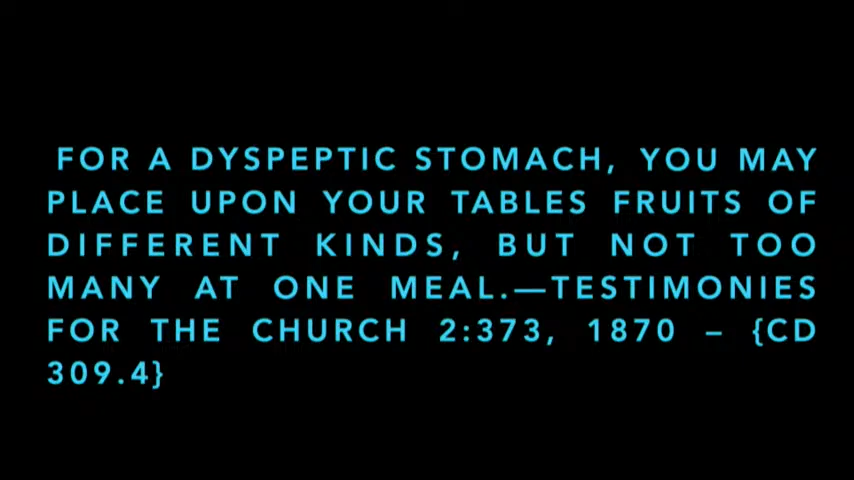 FOR A DYSPEPTIC STOMACH, YOU MAY
PLACE UPON YOUR TABLES FRUITS OF
DIFFERENT KINDS, BUT NOT TOO
MANY AT ONE MEAL.—TESTIMONIES
FOR THE CHURCH 2:373, 1870 – {CD
309.4}